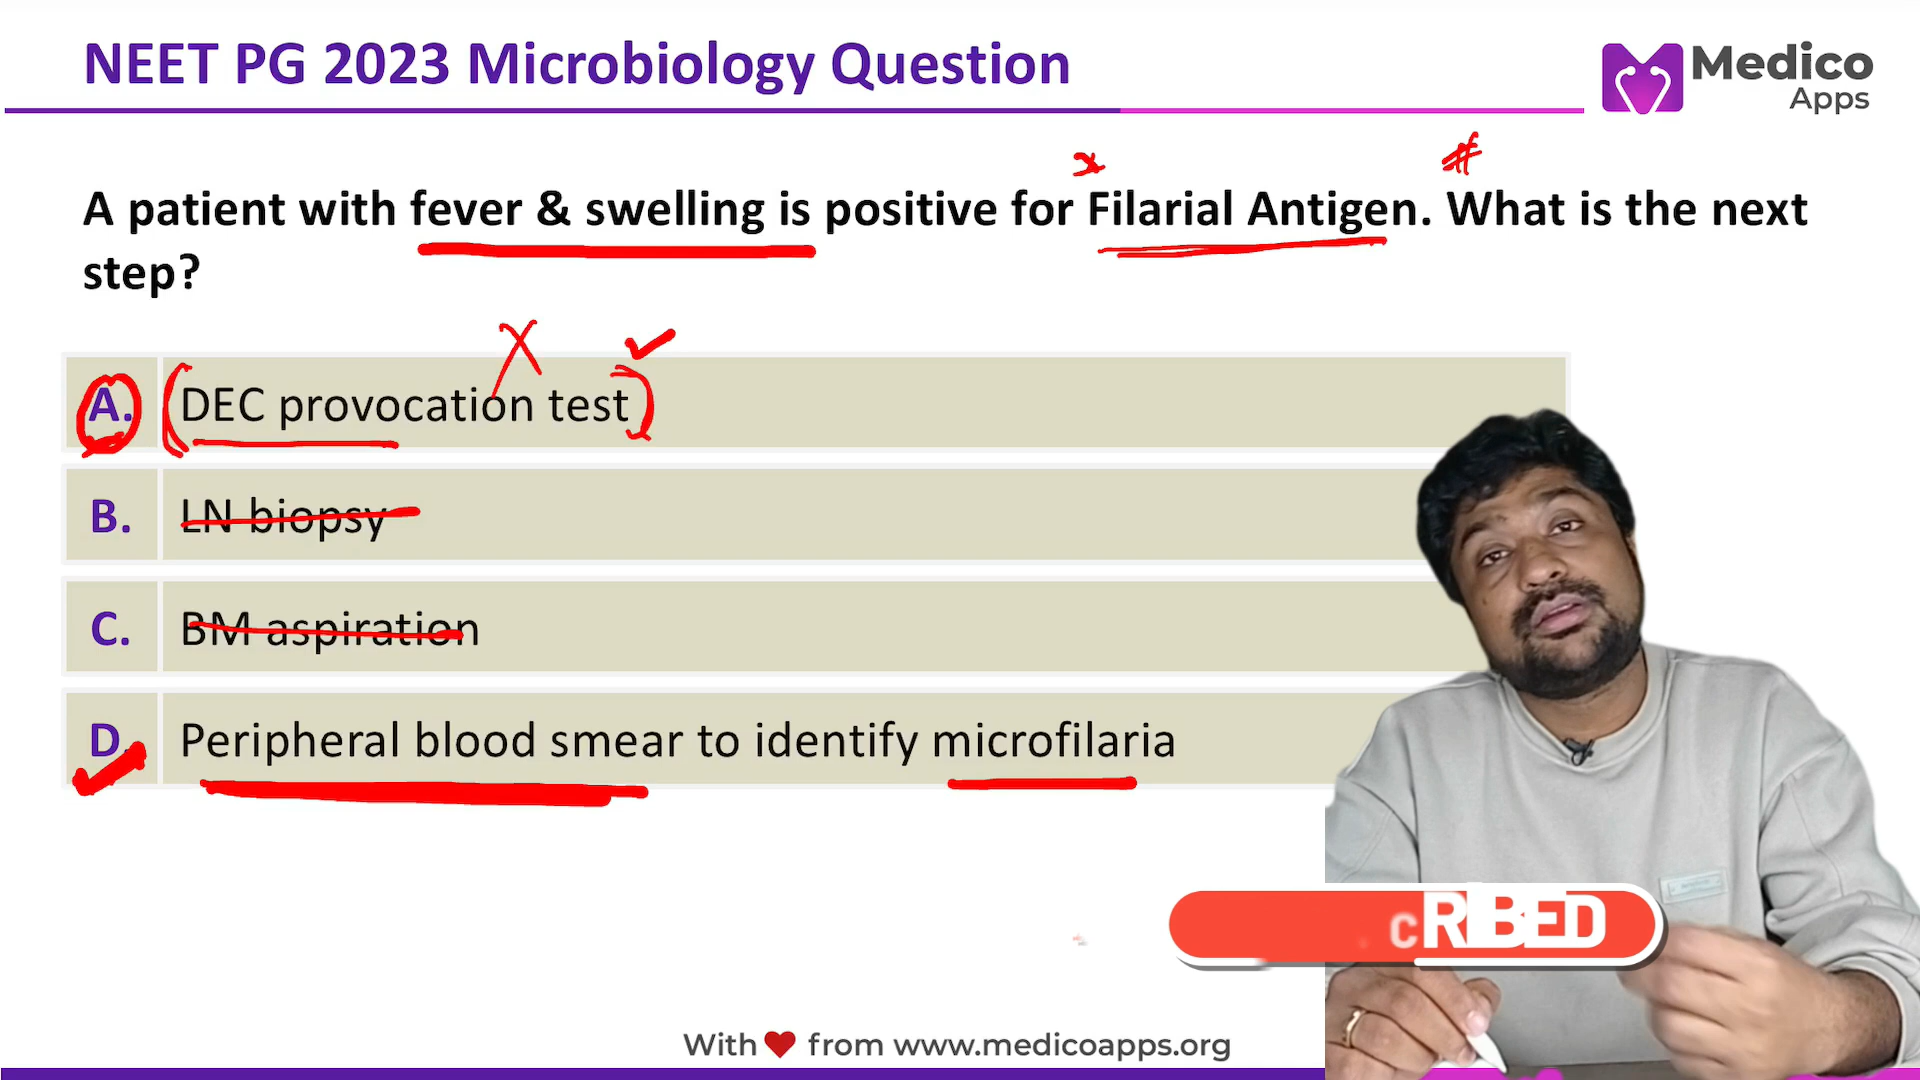 NEET PG 2023 Microbiology Question
Medico
Apps
A patient with fever & swelling is positive for Filarial Antigen. What is the next
step?
A. DEC provocation test
B. LN biopsy
C. BM aspiration
D. Peripheral blood smear to identify microfilaria
CRIBED
With ❤ from www.medicoapps.org